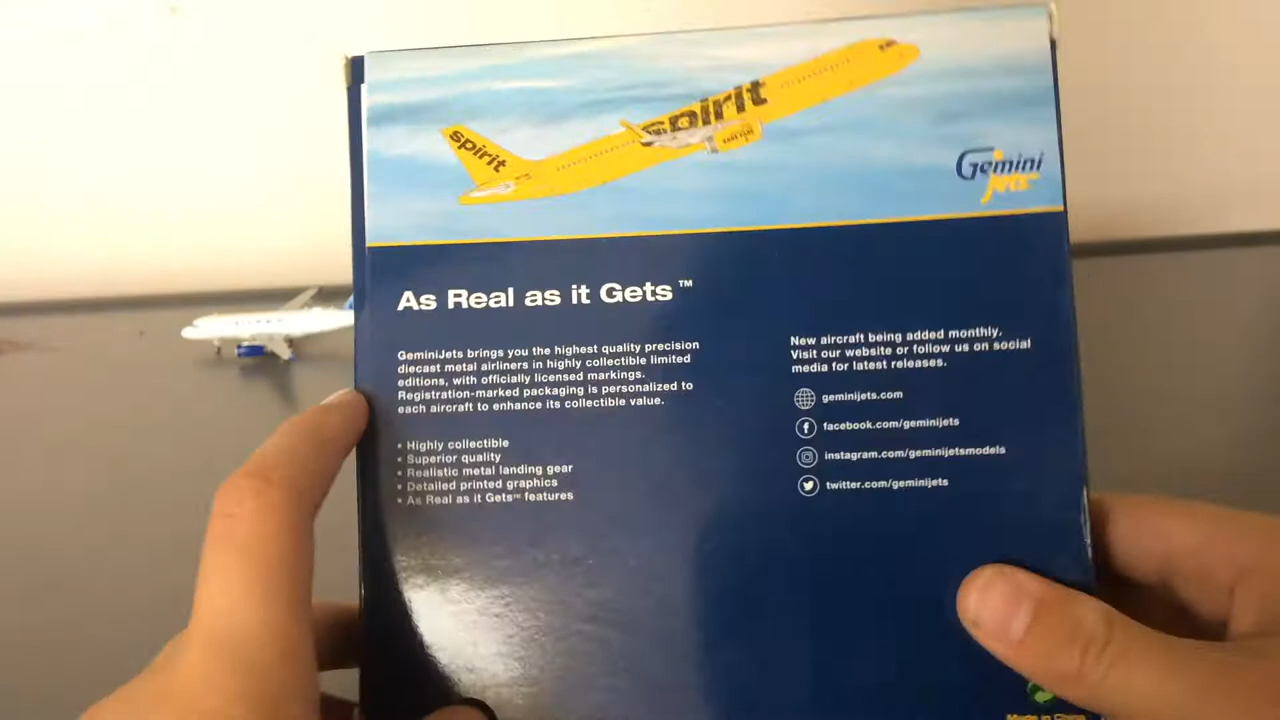 spirit
spirit
Gemini
Jets
As Real as it Gets™
GeminiJets brings you the highest quality precision
diecast metal airliners in highly collectible limited
editions, with officially licensed markings.
Registration-marked packaging is personalized to
each aircraft to enhance its collectible value.
• Highly collectible
• Superior quality
• Realistic metal landing gear
• Detailed printed graphics
• As Real as it Gets™ features
New aircraft being added monthly.
Visit our website or follow us on social
media for latest releases.
geminijets.com
facebook.com/geminijets
instagram.com/geminijetsmodels
twitter.com/geminijets
Made in China